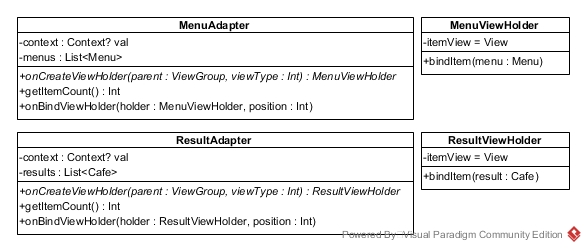 MenuAdapter
-context : Context? val
-menus : List<Menu>
+onCreateViewHolder(parent : ViewGroup, viewType : Int) : MenuViewHolder
+getItemCount() : Int
+onBindViewHolder(holder : MenuViewHolder, position : Int)
MenuViewHolder
-itemView = View
+bindItem(menu : Menu)
ResultAdapter
-context : Context? val
-results : List<Cafe>
+onCreateViewHolder(parent : ViewGroup, viewType : Int) : ResultViewHolder
+getItemCount() : Int
+onBindViewHolder(holder : ResultViewHolder, position : Int)
ResultViewHolder
-itemView = View
+bindItem(result : Cafe)
Powered By Visual Paradigm Community Edition